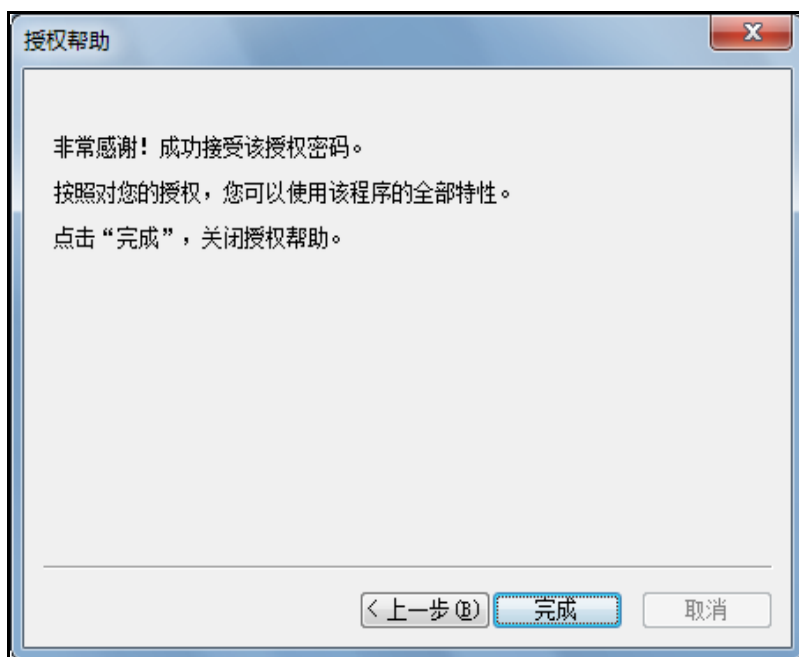 授权帮助
非常感谢！成功接受该授权密码。
按照对您的授权，您可以使用该程序的全部特性。
点击“完成”，关闭授权帮助。
< 上一步(B)
完成
取消